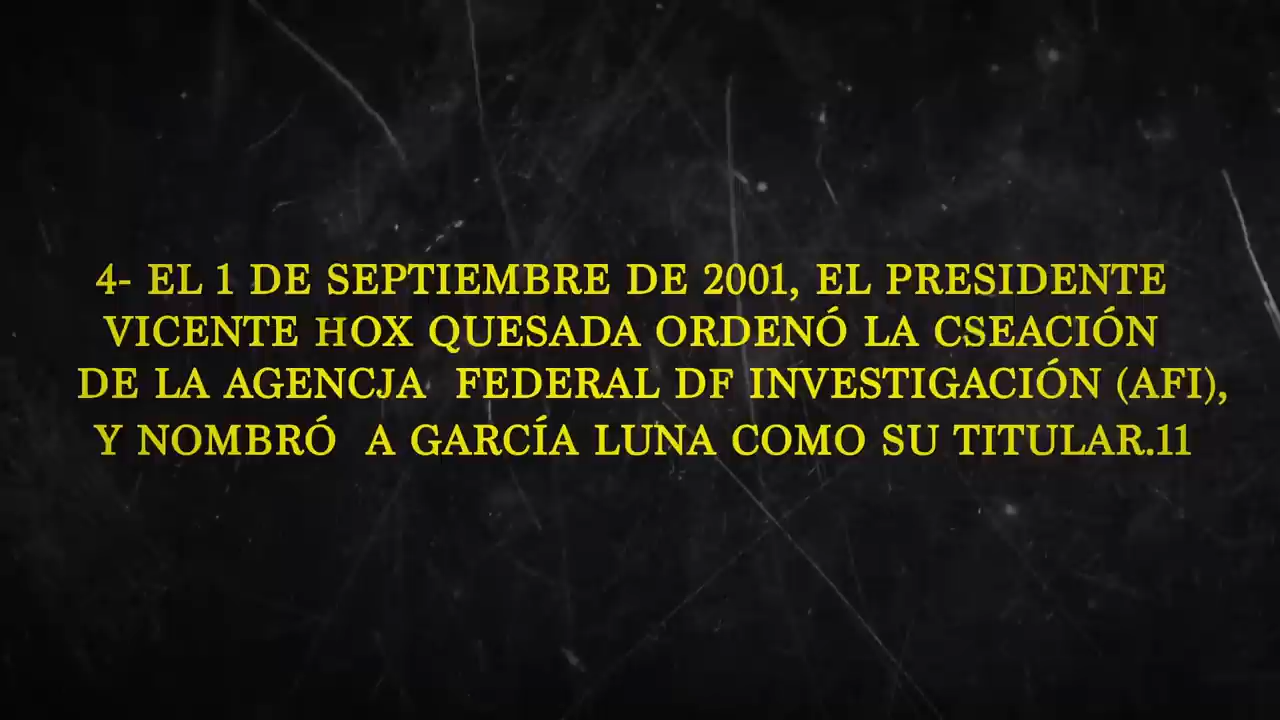 4- EL 1 DE SEPTIEMBRE DE 2001, EL PRESIDENTE
VICENTE HOX QUESADA ORDENÓ LA CSEACIÓN
DE LA AGENCJA FEDERAL DF INVESTIGACIÓN (AFI),
Y NOMBRÓ A GARCÍA LUNA COMO SU TITULAR.11